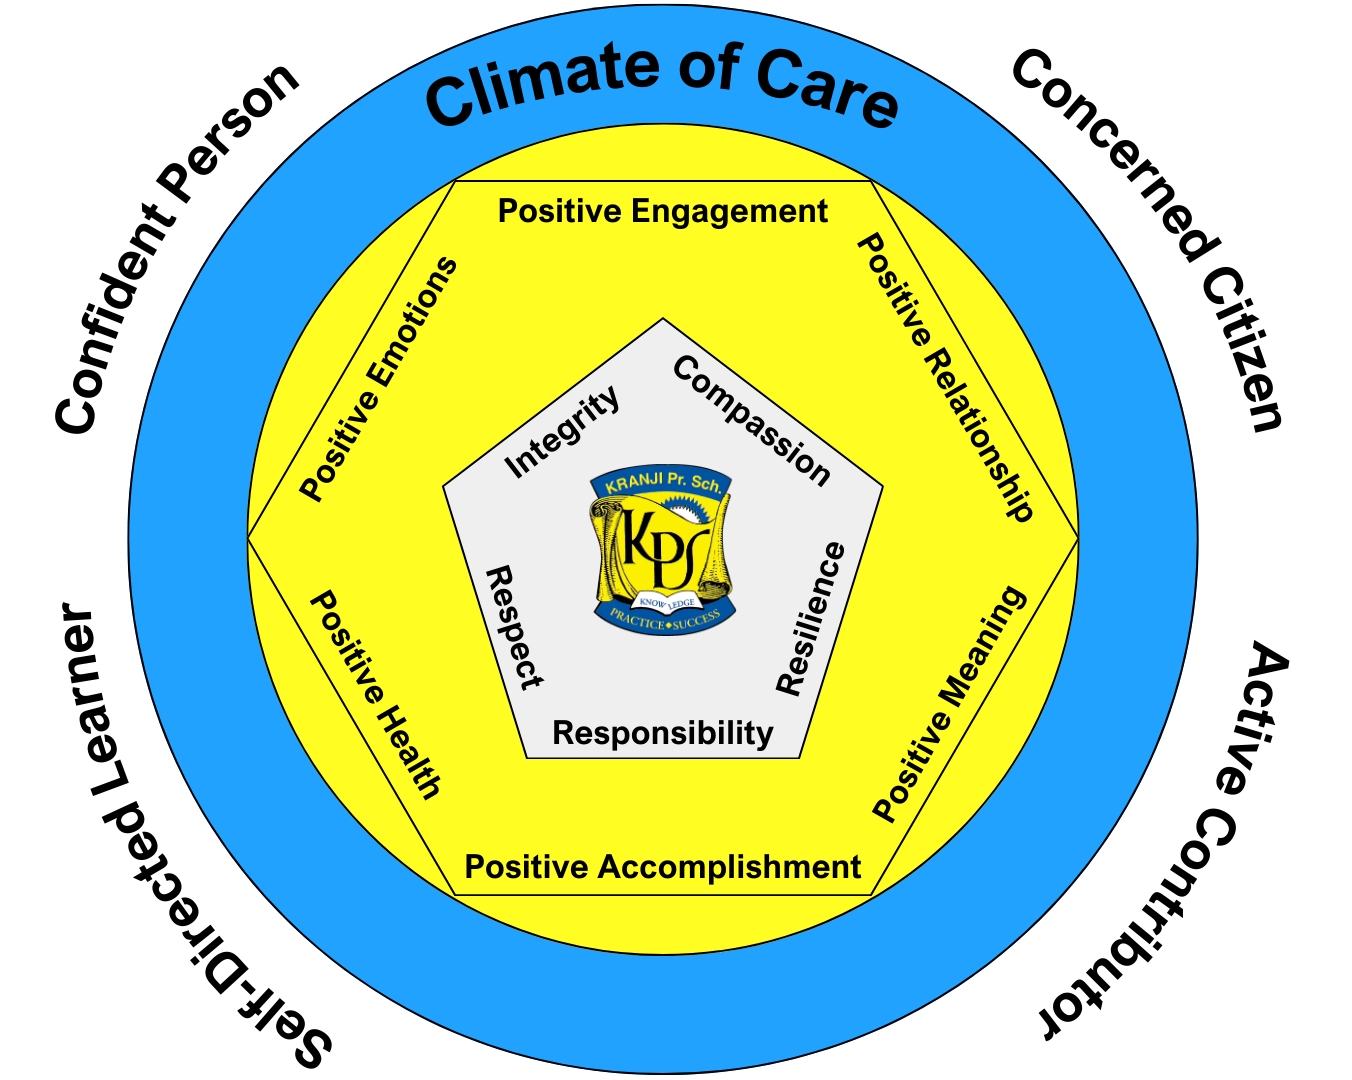 Climate of Care
Confident Person
Concerned Citizen
Self-Directed Learner
Active Contributor
Positive Engagement
Positive Emotions
Positive Relationship
Positive Health
Positive Meaning
Positive Accomplishment
Integrity
Compassion
Respect
Resilience
Responsibility
KRANJI Pr. Sch.
KPS
KNOWLEDGE
PRACTICE • SUCCESS